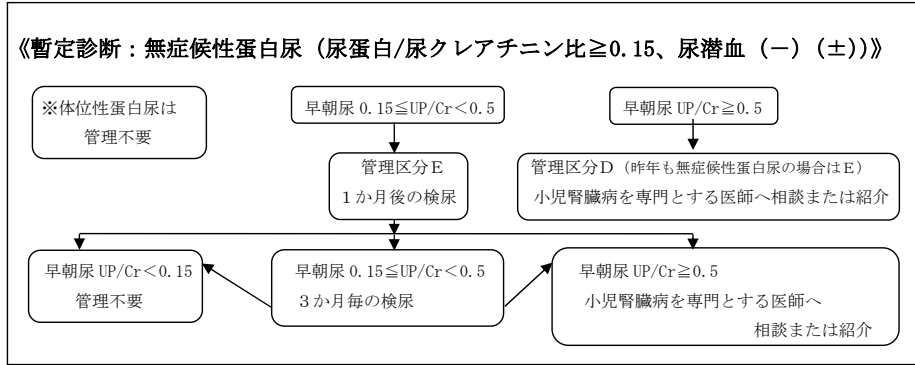 《暫定診断：無症候性蛋白尿（尿蛋白/尿クレアチニン比≧0.15、尿潜血（－）（±））》
※体位性蛋白尿は
管理不要
早朝尿 0.15≦UP/Cr＜0.5
早朝尿 UP/Cr≧0.5
管理区分Ｅ
１か月後の検尿
管理区分Ｄ（昨年も無症候性蛋白尿の場合はＥ）
小児腎臓病を専門とする医師へ相談または紹介
早朝尿 UP/Cr＜0.15
管理不要
早朝尿 0.15≦UP/Cr＜0.5
３か月毎の検尿
早朝尿 UP/Cr≧0.5
小児腎臓病を専門とする医師へ
相談または紹介